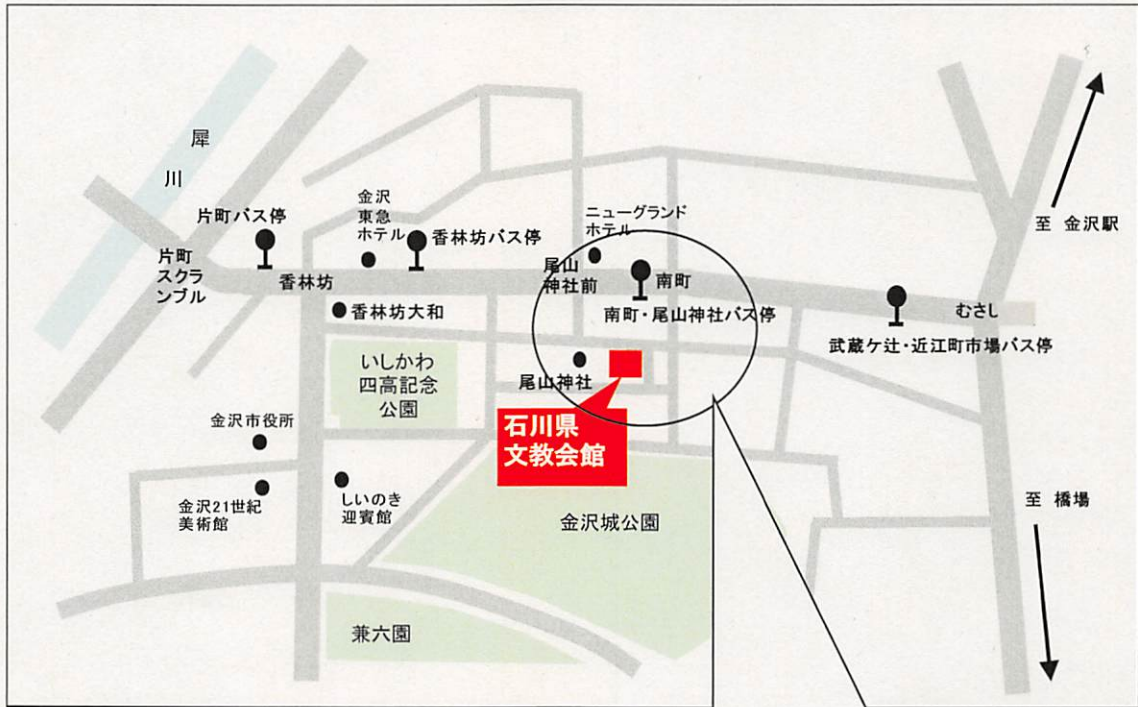 犀
川
片町バス停
金沢
東急
ホテル
香林坊バス停
ニューグランド
ホテル
至 金沢駅
片町
スクラ
ンブル
香林坊
尾山
神社前
南町
むさし
香林坊大和
南町・尾山神社バス停
武蔵ケ辻・近江町市場バス停
いしかわ
四高記念
公園
尾山神社
石川県
文教会館
金沢市役所
金沢21世紀
美術館
しいのき
迎賓館
金沢城公園
至 橋場
兼六園